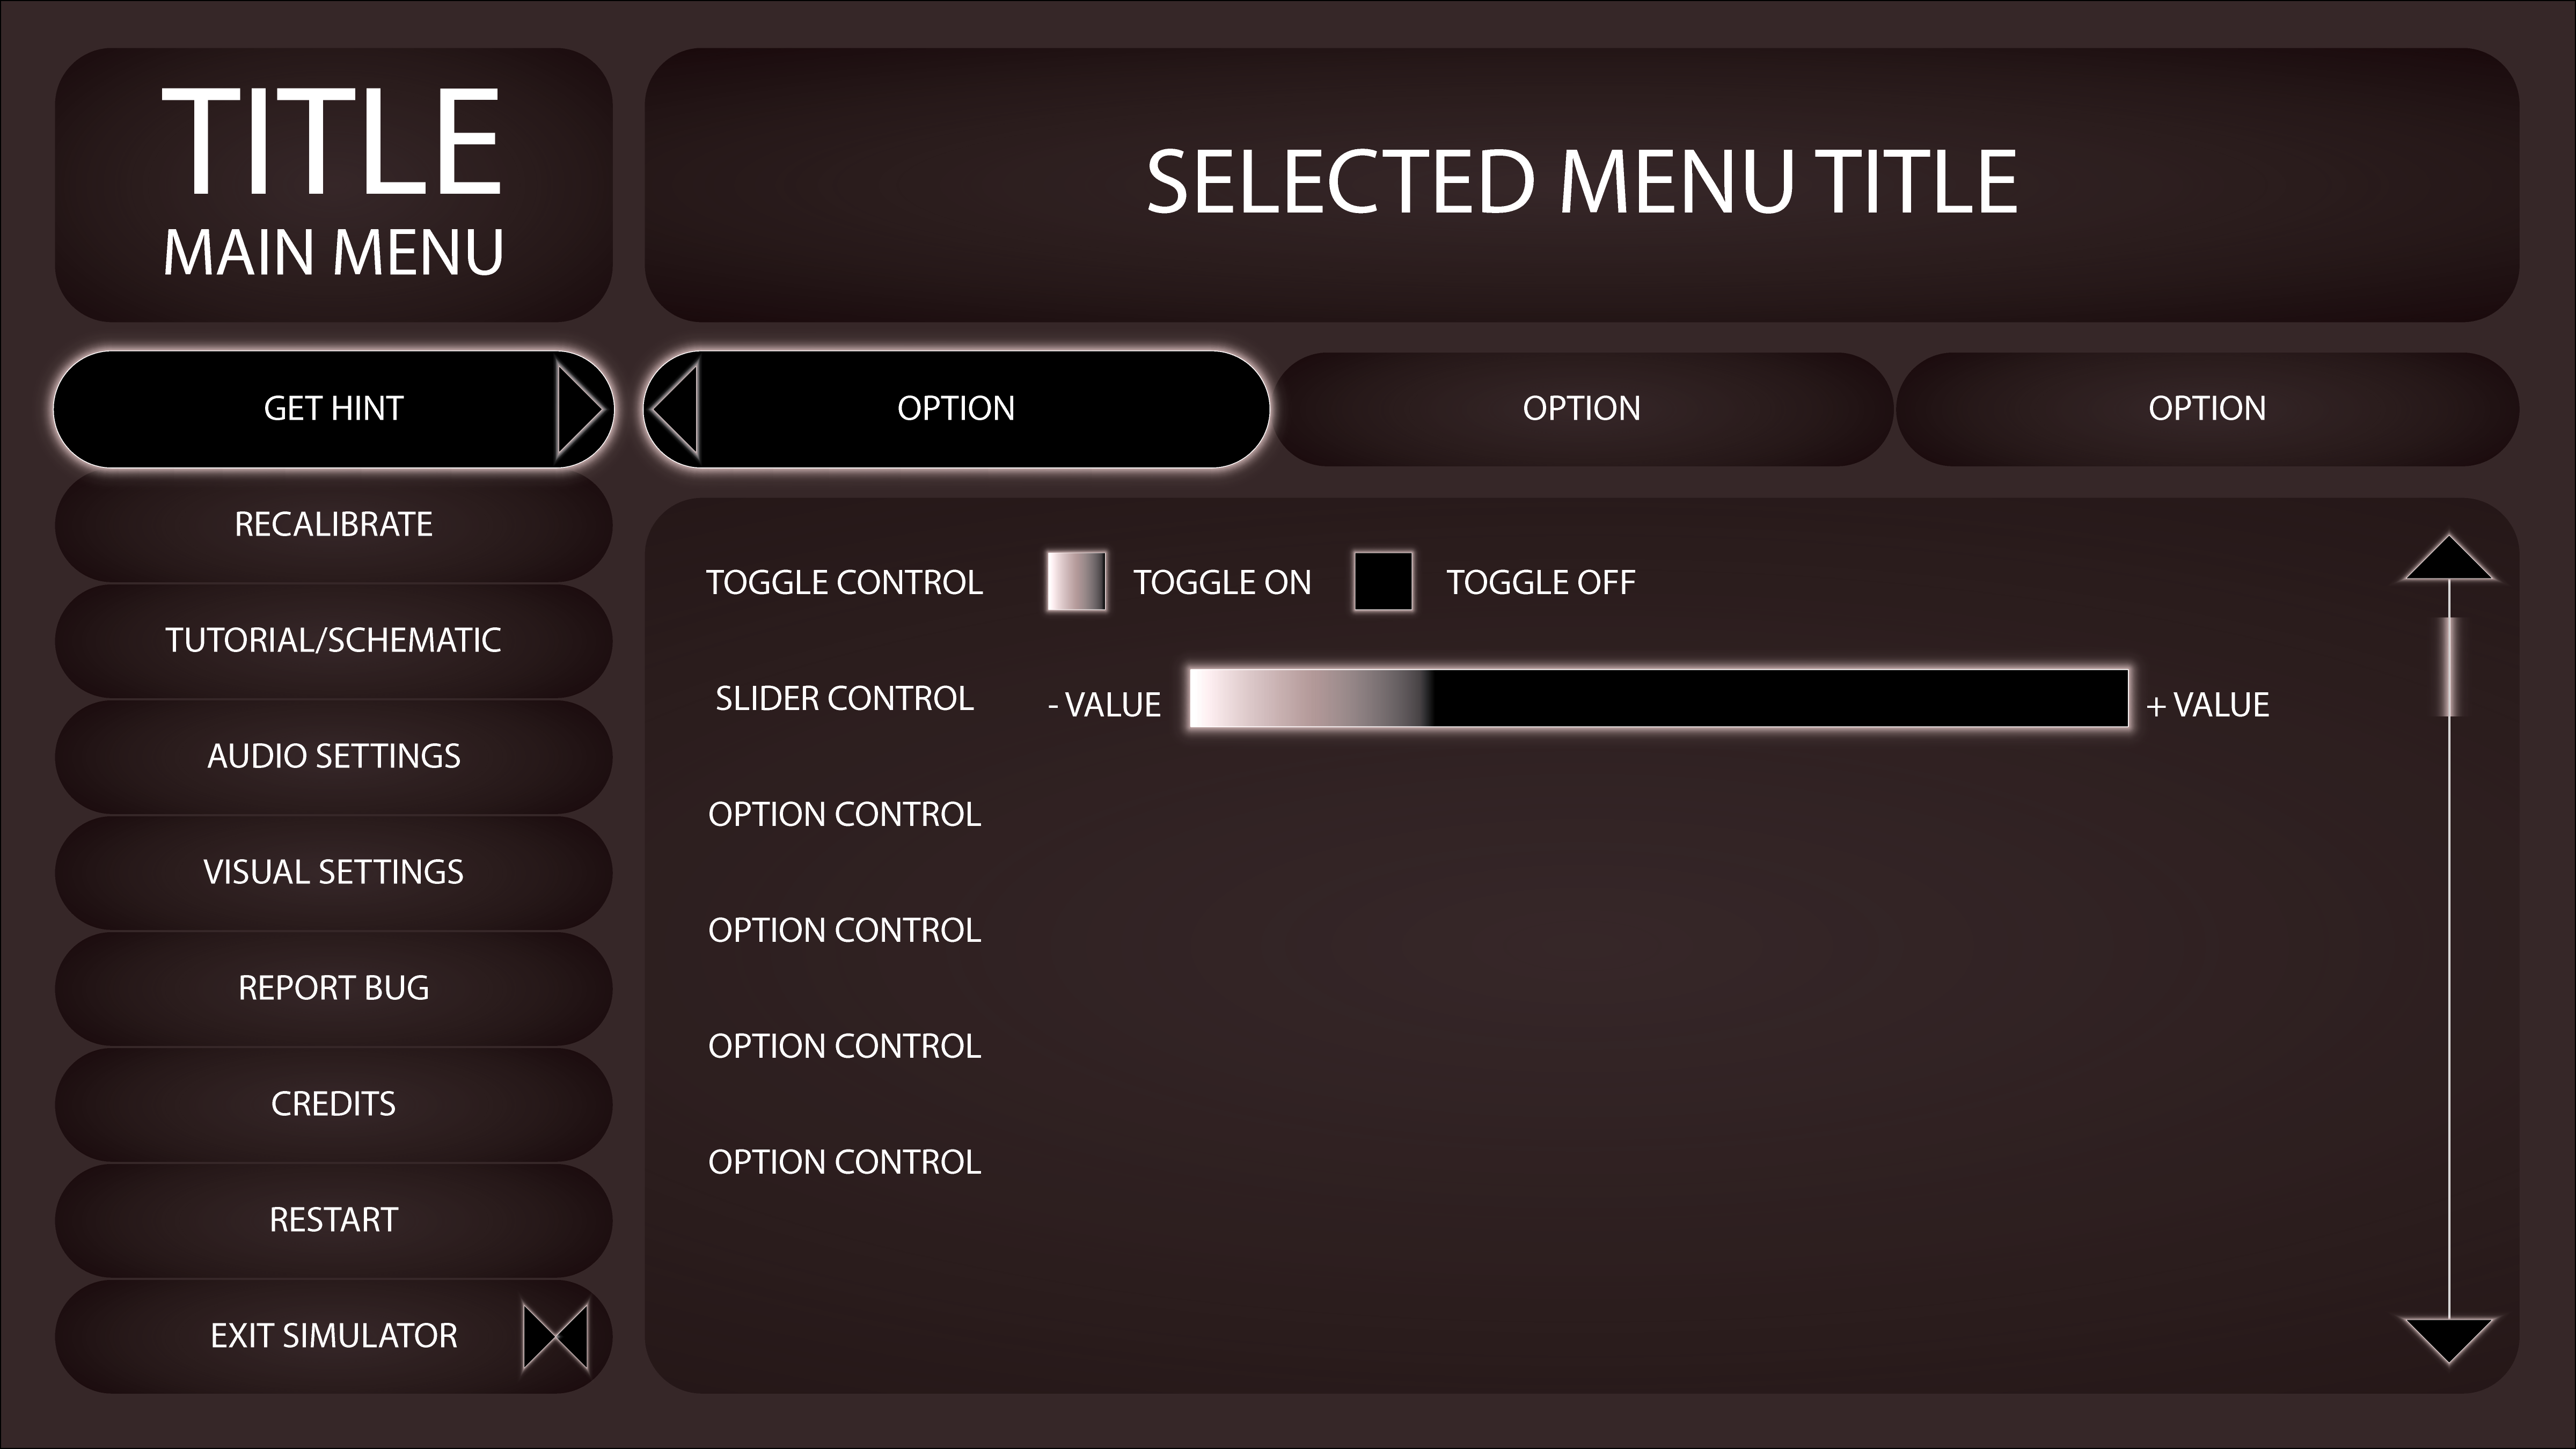 TITLE
MAIN MENU
SELECTED MENU TITLE
GET HINT
RECALIBRATE
TUTORIAL/SCHEMATIC
AUDIO SETTINGS
VISUAL SETTINGS
REPORT BUG
CREDITS
RESTART
EXIT SIMULATOR
OPTION
OPTION
OPTION
TOGGLE CONTROL TOGGLE ON TOGGLE OFF
SLIDER CONTROL - VALUE + VALUE
OPTION CONTROL
OPTION CONTROL
OPTION CONTROL
OPTION CONTROL